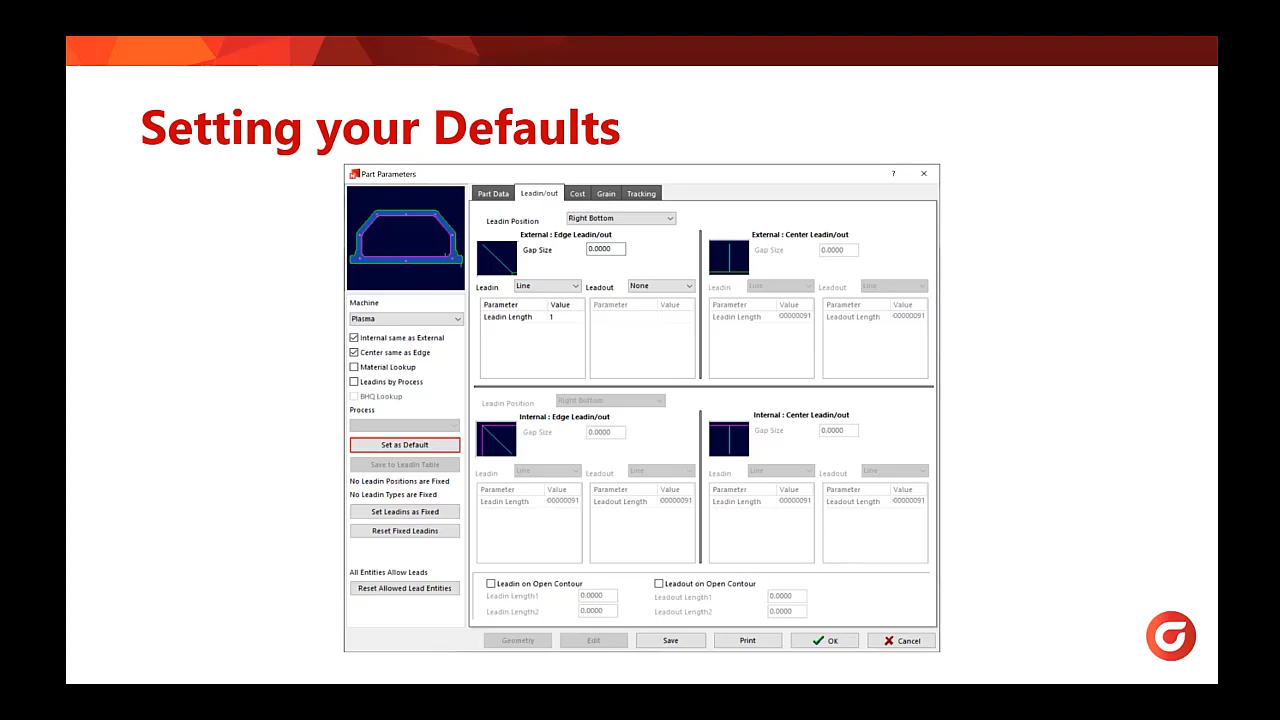 Setting your Defaults
Part Parameters
?
Part Data Leadin/out Cost Grain Tracking
Leadin Position Right Bottom
External : Edge Leadin/out External : Center Leadin/out
Gap Size 0.0000 Gap Size 0.0000
Leadin Line Leadout None Leadin Line Leadout Line
Parameter Value Parameter Value Parameter Value Parameter Value
Leadin Length 1 Leadin Length 00000091 Leadout Length 00000091
Machine
Plasma
Internal same as External
Center same as Edge
Material Lookup
Leadins by Process
BHQ Lookup
Process
Set as Default
Save to Leadin Table
No Leadin Positions are Fixed
No Leadin Types are Fixed
Set Leadins as Fixed
Reset Fixed Leadins
All Entities Allow Leads
Reset Allowed Lead Entities
Leadin Position Right Bottom
Internal : Edge Leadin/out Internal : Center Leadin/out
Gap Size 0.0000 Gap Size 0.0000
Leadin Line Leadout Line Leadin Line Leadout Line
Parameter Value Parameter Value Parameter Value Parameter Value
Leadin Length 00000091 Leadout Length 00000091 Leadin Length 00000091 Leadout Length 00000091
Leadin on Open Contour Leadout on Open Contour
Leadin Length1 0.0000 Leadout Length1 0.0000
Leadin Length2 0.0000 Leadout Length2 0.0000
Geometry Edit Save Print OK Cancel